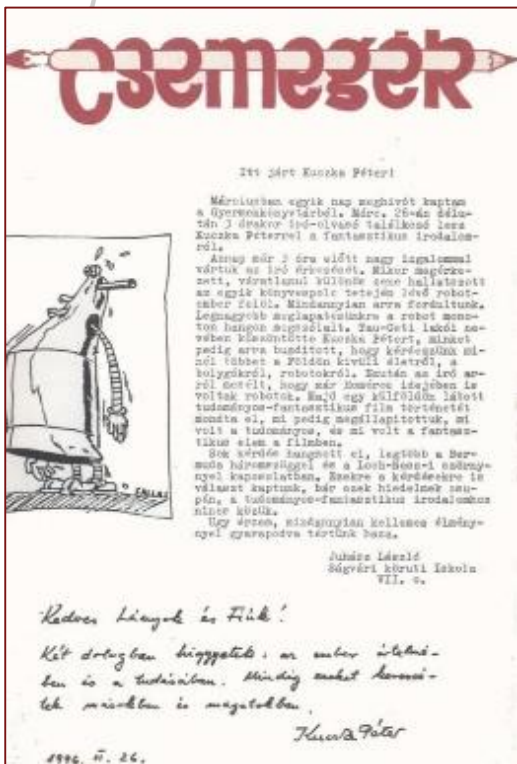 csemegék
Itt járt Kuczka Péter!
Márciusban egyik nap meghívót kaptam
a Gyermekkönyvtárból. Márc. 26-án délu-
tán 3 órakor író-olvasó találkozó lesz
Kuczka Péterrel a fantasztikus irodalom-
ról.
Aznap már 3 óra előtt nagy izgalommal
vártuk az író érkezését. Mikor megérke-
zett, váratlanul különös zene hallatszott
az egyik könyvespolc tetején lévő robot-
ember felől. Mindannyian arra fordultunk.
Legnagyobb meglepetésünkre a robot mono-
ton hangon megszólalt. Tau-Ceti lakói ne-
vében köszöntötte Kuczka Pétert, minket
pedig arra buzdított, hogy kérdezzünk mi-
nél többet a Földön kívüli életről, a
bolygókról, robotokról. Ezután az író ar-
ról mesélt, hogy már Homéros idejében is
voltak robotok. Majd egy külföldön látott
tudományos-fantasztikus film történetét
mondta el, mi pedig megállapítottuk, mi
volt a tudományos, és mi volt a fantasz-
tikus elem a filmben.
Sok kérdés hangzott el, legtöbb a Ber-
muda háromszöggel és a Loch-Ness-i szörny-
nyel kapcsolatban. Ezekre a kérdésekre is
választ kaptunk, bár ezek hiedelmek csu-
pán, a tudományos-fantasztikus irodalomhoz
nincs közük.
Úgy érzem, mindannyian kellemes élmény-
nyel gyarapodva tértünk haza.
Juhász László
Ságvári körúti Iskola
VII.
CALLAS
Kedves Lányok és Fiúk!
Két dologban higgyetek: az ember értelmé-
ben és a tudásában. Mindig ezeket keressé-
tek másokban és magatokban.
Kuczka Péter